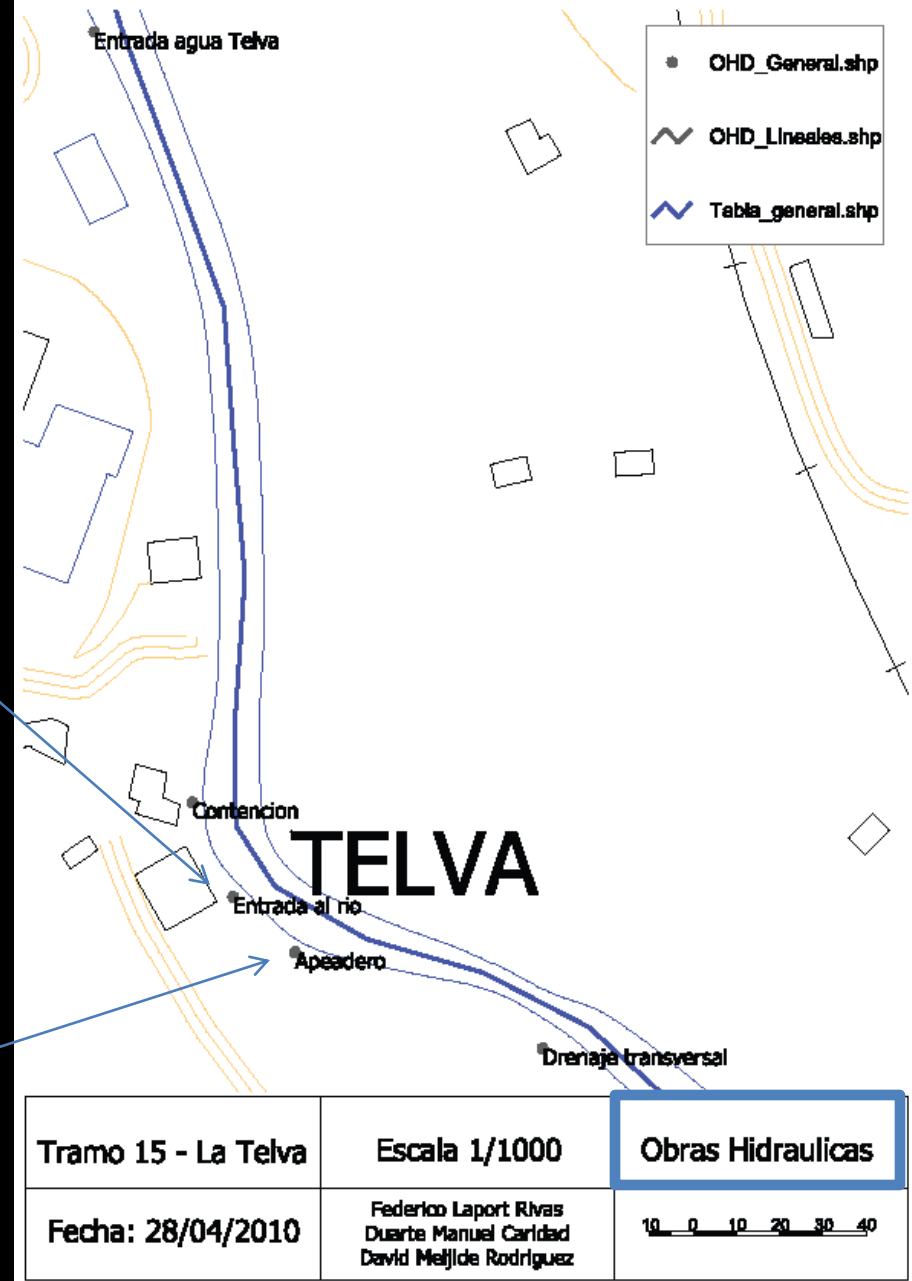 Entrada agua Telva
OHD_General.shp
OHD_Lineales.shp
Tabla_general.shp
Contencion
TELVA
Entrada al rio
Apeadero
Drenaje transversal
Tramo 15 - La Telva
Escala 1/1000
Obras Hidraulicas
Fecha: 28/04/2010
Federico Laport Rivas
Duarte Manuel Caridad
David Meijide Rodriguez
10 0 10 20 30 40